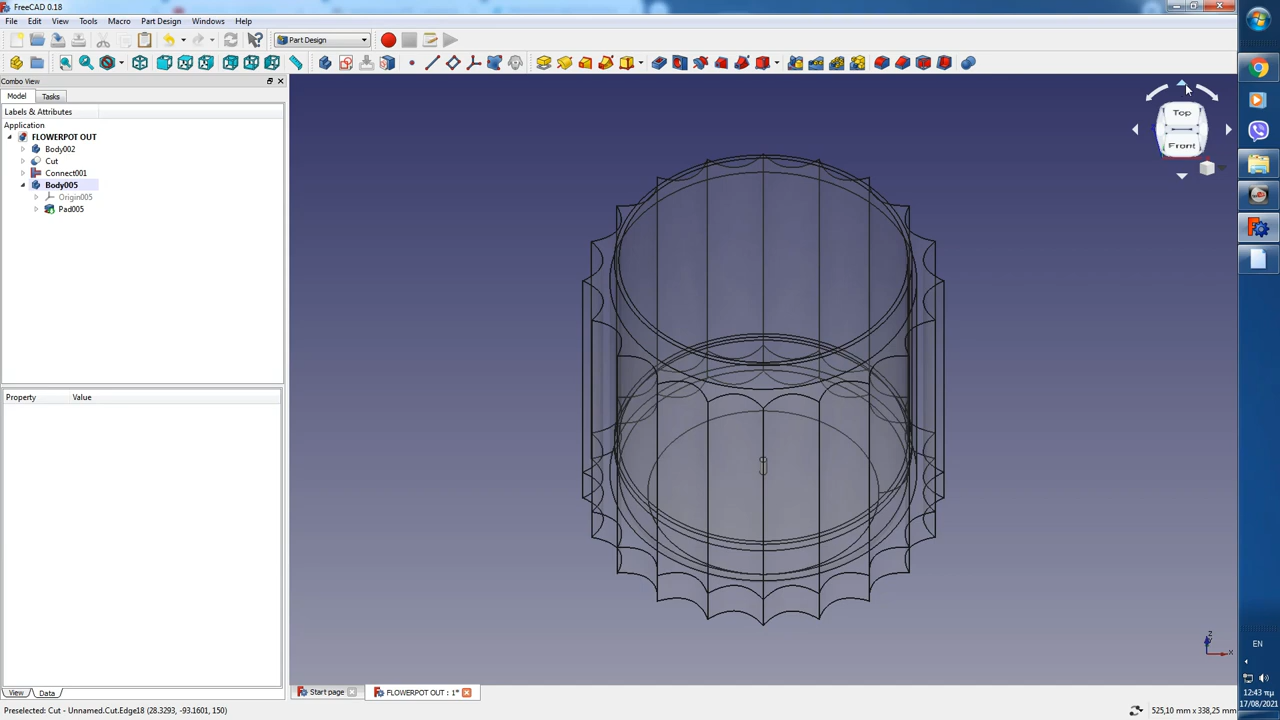 FreeCAD 0.18
File Edit View Tools Macro Part Design Windows Help
Part Design
Combo View
Model Tasks
Labels & Attributes
Application
FLOWERPOT OUT
Body002
Cut
Connect001
Body005
Origin005
Pad005
Property Value
View Data
Top
Front
j
z
x
Start page FLOWERPOT OUT : 1*
Preselected: Cut - Unnamed.Cut.Edge18 (28.3293, -93.1601, 150)
525,10 mm x 338,25 mm
EN
12:43 πμ
17/08/2021